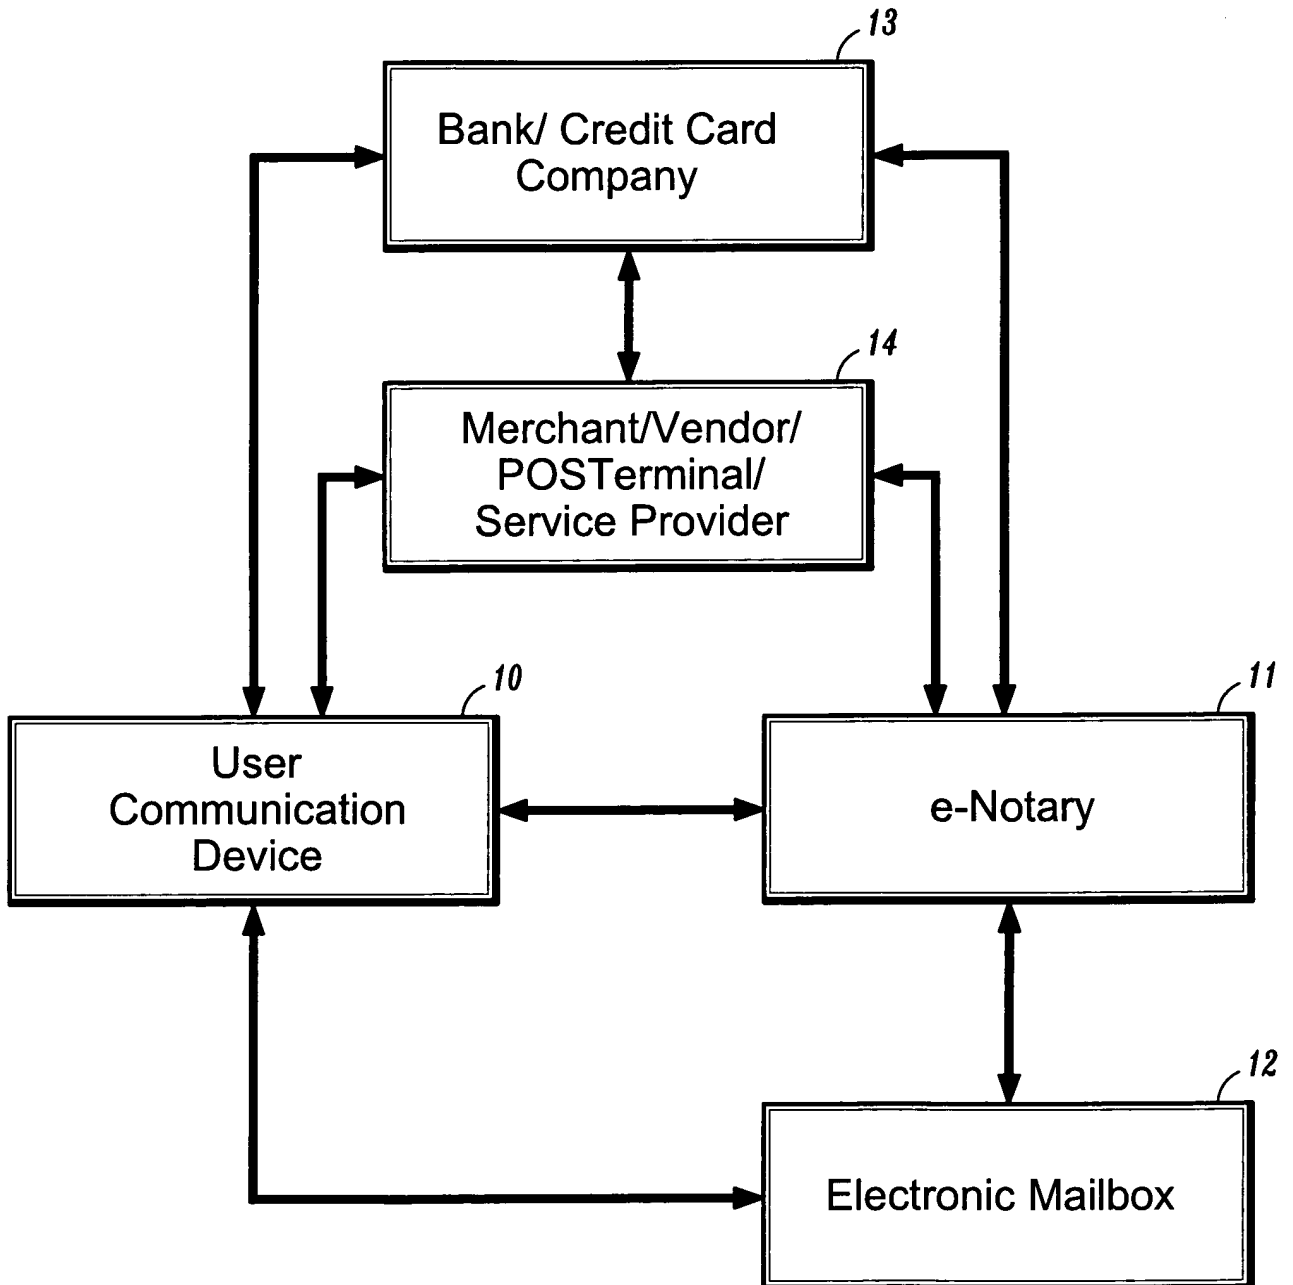 13
Bank/ Credit Card
Company
14
Merchant/Vendor/
POSTerminal/
Service Provider
10
User
Communication
Device
11
e-Notary
12
Electronic Mailbox